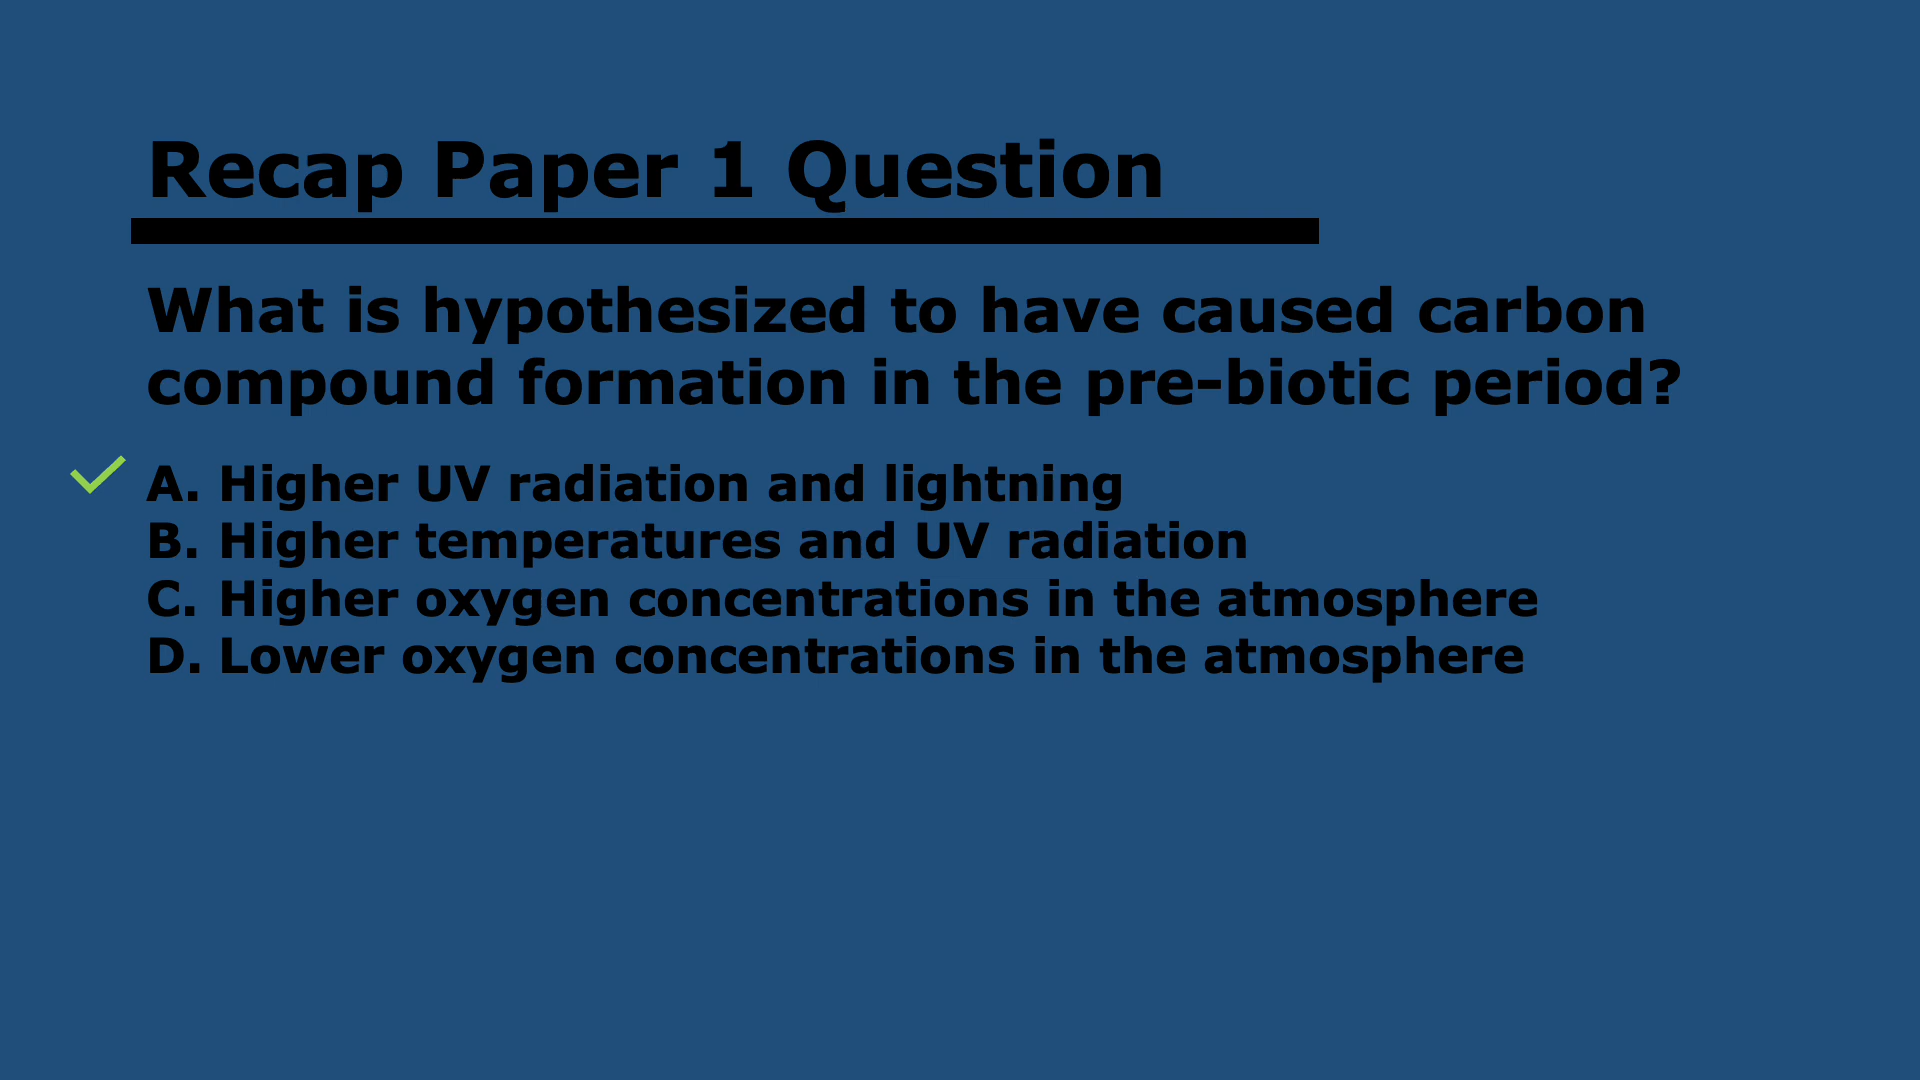 Recap Paper 1 Question
What is hypothesized to have caused carbon
compound formation in the pre-biotic period?
A. Higher UV radiation and lightning
B. Higher temperatures and UV radiation
C. Higher oxygen concentrations in the atmosphere
D. Lower oxygen concentrations in the atmosphere